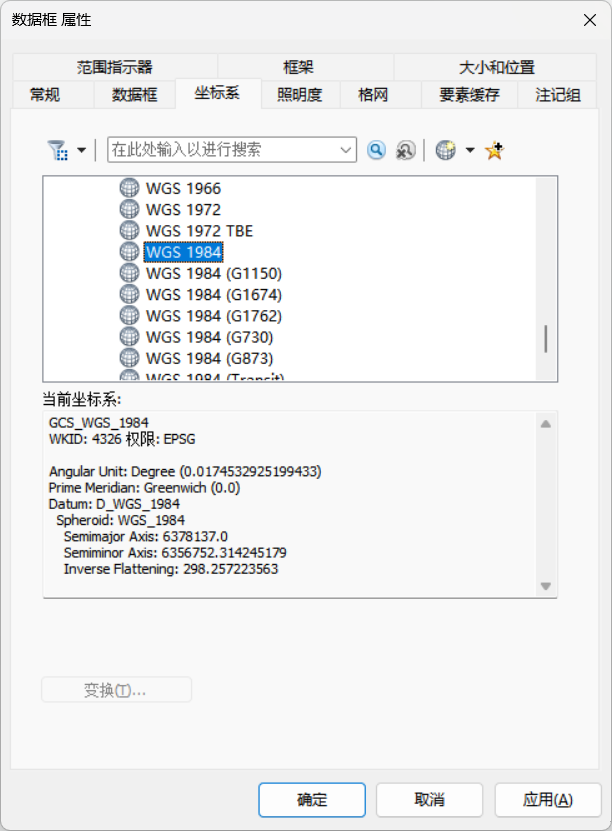 数据框 属性
范围指示器 框架 大小和位置
常规 数据框 坐标系 照明度 格网 要素缓存 注记组
在此处输入以进行搜索
WGS 1966
WGS 1972
WGS 1972 TBE
WGS 1984
WGS 1984 (G1150)
WGS 1984 (G1674)
WGS 1984 (G1762)
WGS 1984 (G730)
WGS 1984 (G873)
WGS 1984 (Transit)
当前坐标系:
GCS_WGS_1984
WKID: 4326 权限: EPSG
Angular Unit: Degree (0.0174532925199433)
Prime Meridian: Greenwich (0.0)
Datum: D_WGS_1984
Spheroid: WGS_1984
Semimajor Axis: 6378137.0
Semiminor Axis: 6356752.314245179
Inverse Flattening: 298.257223563
变换(T)...
确定 取消 应用(A)